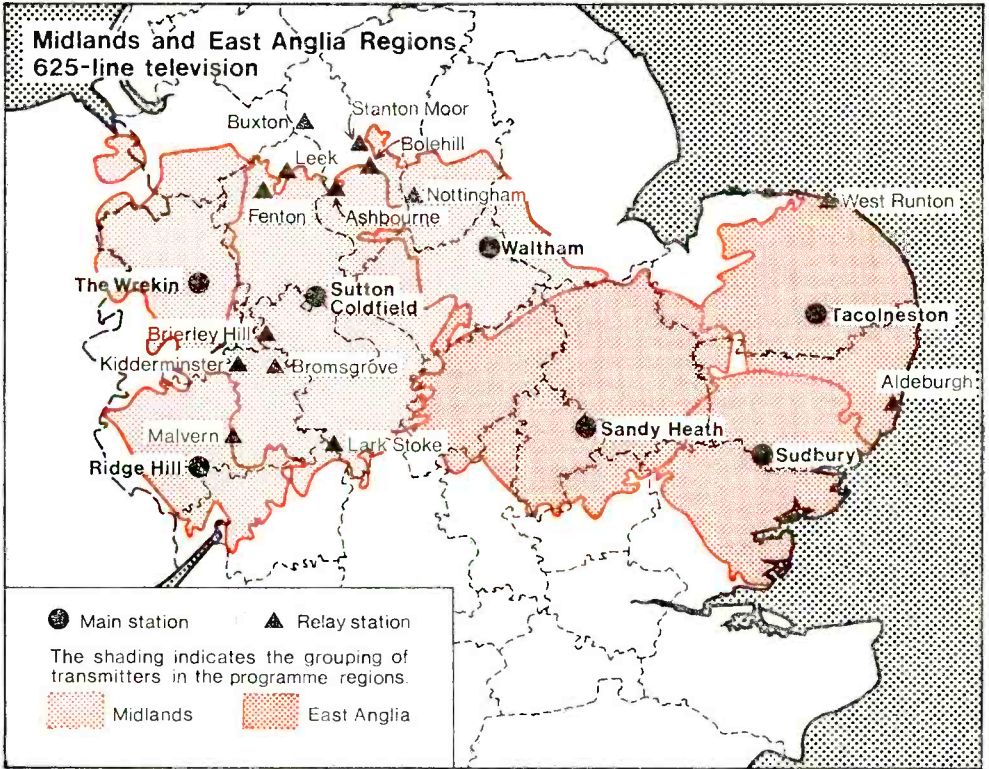 Midlands and East Anglia Regions
625-line television
Stanton Moor
Buxton
Bolehill
Leek
Nottingham
Fenton
Ashbourne
West Runton
Waltham
The Wrekin
Sutton
Coldfield
Tacolneston
Brierley Hill
Kidderminster
Bromsgrove
Aldeburgh
Malvern
Lark Stoke
Sandy Heath
Ridge Hill
Sudbury
Main station
Relay station
The shading indicates the grouping of
transmitters in the programme regions.
Midlands
East Anglia